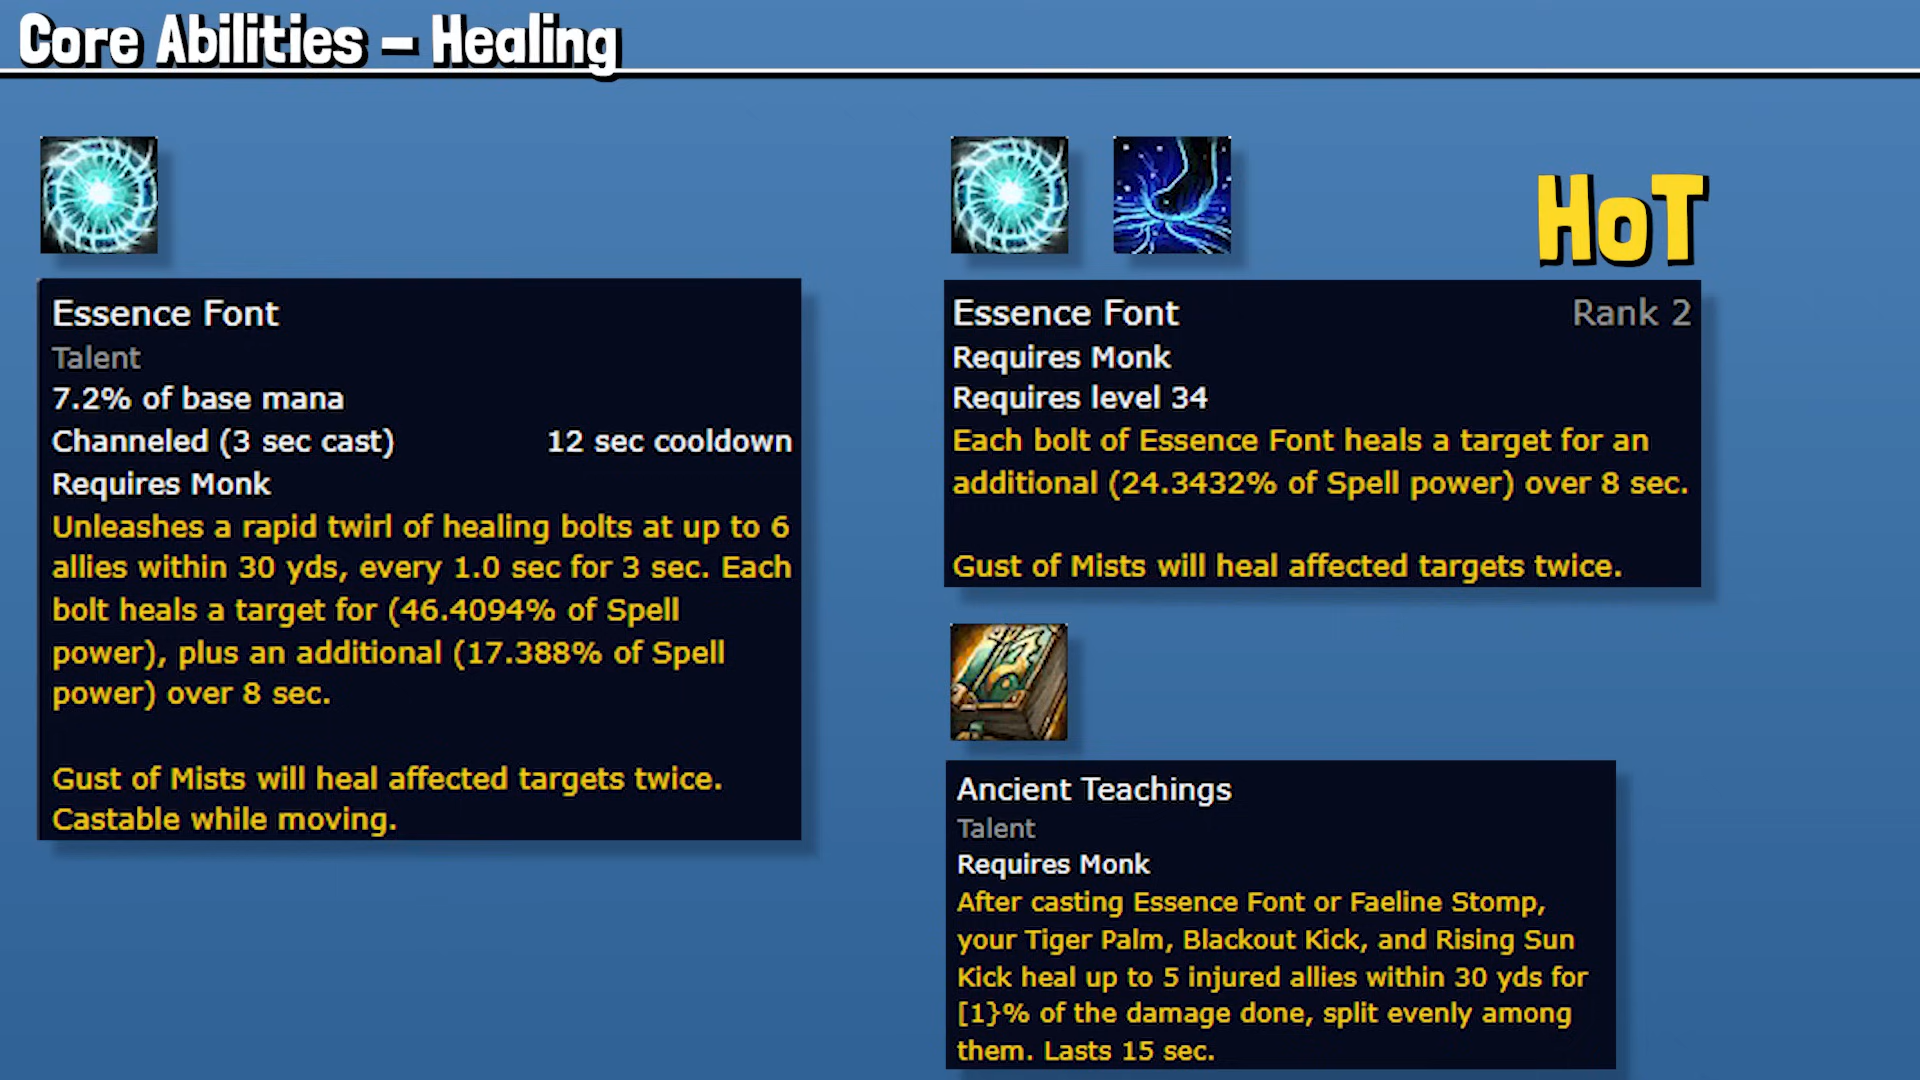 Core Abilities – Healing
Essence Font
Talent
7.2% of base mana
Channeled (3 sec cast) 12 sec cooldown
Requires Monk
Unleashes a rapid twirl of healing bolts at up to 6
allies within 30 yds, every 1.0 sec for 3 sec. Each
bolt heals a target for (46.4094% of Spell
power), plus an additional (17.388% of Spell
power) over 8 sec.
Gust of Mists will heal affected targets twice.
Castable while moving.
HoT
Essence Font Rank 2
Requires Monk
Requires level 34
Each bolt of Essence Font heals a target for an
additional (24.3432% of Spell power) over 8 sec.
Gust of Mists will heal affected targets twice.
Ancient Teachings
Talent
Requires Monk
After casting Essence Font or Faeline Stomp,
your Tiger Palm, Blackout Kick, and Rising Sun
Kick heal up to 5 injured allies within 30 yds for
[1}% of the damage done, split evenly among
them. Lasts 15 sec.